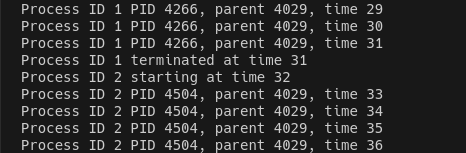 Process ID 1 PID 4266, parent 4029, time 29
Process ID 1 PID 4266, parent 4029, time 30
Process ID 1 PID 4266, parent 4029, time 31
Process ID 1 terminated at time 31
Process ID 2 starting at time 32
Process ID 2 PID 4504, parent 4029, time 33
Process ID 2 PID 4504, parent 4029, time 34
Process ID 2 PID 4504, parent 4029, time 35
Process ID 2 PID 4504, parent 4029, time 36